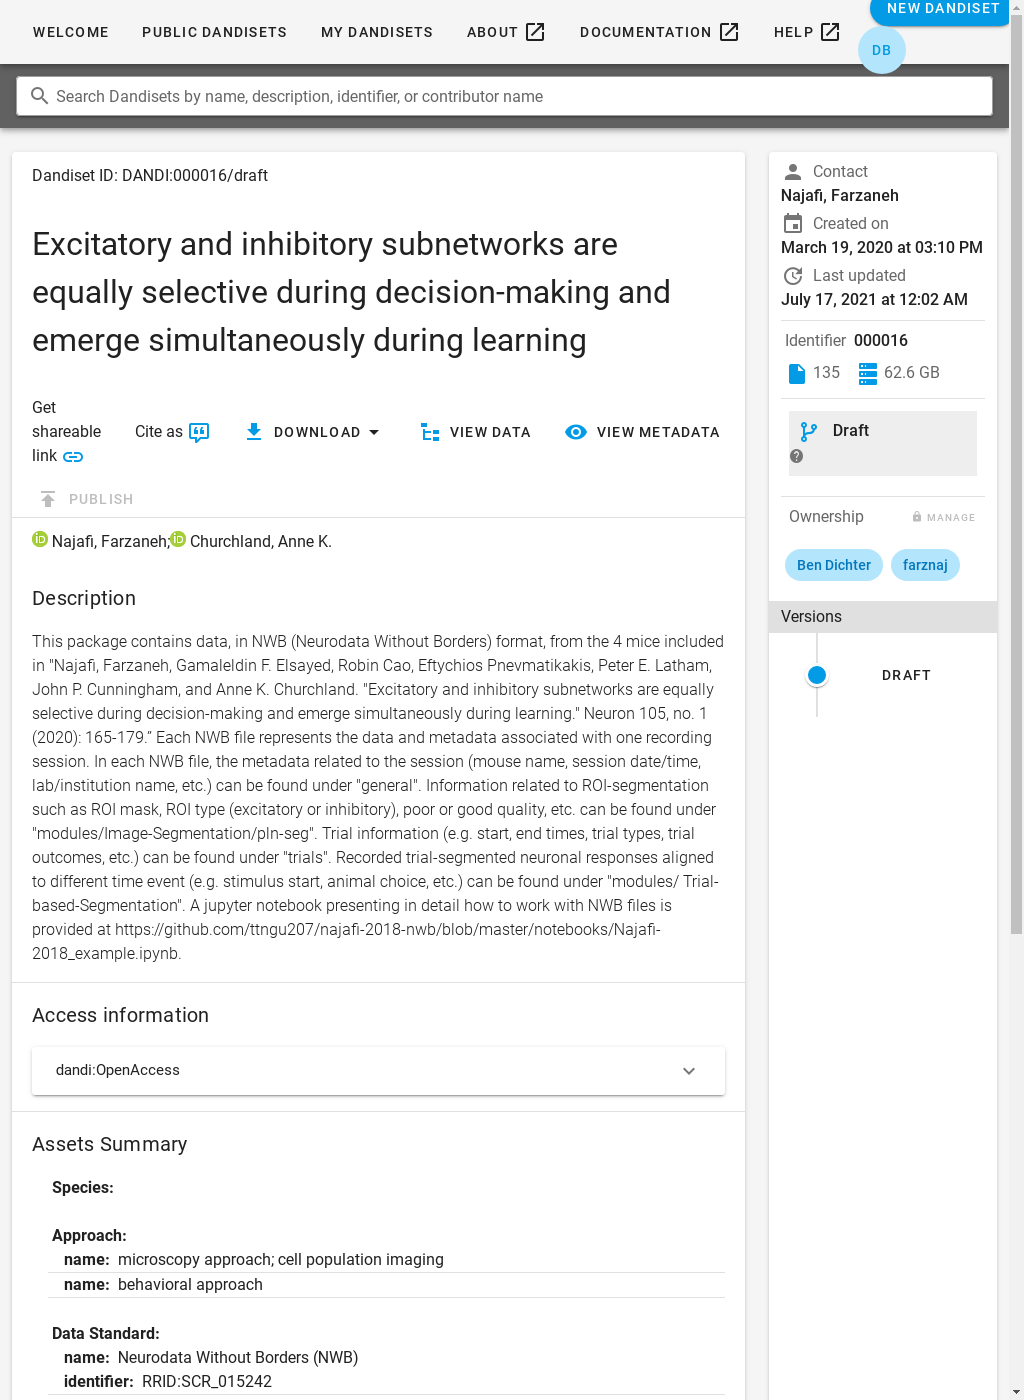 WELCOME PUBLIC DANDISETS MY DANDISETS ABOUT DOCUMENTATION HELP NEW DANDISET
DB
Search Dandisets by name, description, identifier, or contributor name
Dandiset ID: DANDI:000016/draft
Excitatory and inhibitory subnetworks are
equally selective during decision-making and
emerge simultaneously during learning
Get
shareable
link
Cite as
DOWNLOAD
VIEW DATA
VIEW METADATA
PUBLISH
Najafi, Farzaneh; Churchland, Anne K.
Description
This package contains data, in NWB (Neurodata Without Borders) format, from the 4 mice included
in "Najafi, Farzaneh, Gamaleldin F. Elsayed, Robin Cao, Eftychios Pnevmatikakis, Peter E. Latham,
John P. Cunningham, and Anne K. Churchland. "Excitatory and inhibitory subnetworks are equally
selective during decision-making and emerge simultaneously during learning." Neuron 105, no. 1
(2020): 165-179.” Each NWB file represents the data and metadata associated with one recording
session. In each NWB file, the metadata related to the session (mouse name, session date/time,
lab/institution name, etc.) can be found under "general". Information related to ROI-segmentation
such as ROI mask, ROI type (excitatory or inhibitory), poor or good quality, etc. can be found under
"modules/Image-Segmentation/pln-seg". Trial information (e.g. start, end times, trial types, trial
outcomes, etc.) can be found under "trials". Recorded trial-segmented neuronal responses aligned
to different time event (e.g. stimulus start, animal choice, etc.) can be found under "modules/ Trial-
based-Segmentation". A jupyter notebook presenting in detail how to work with NWB files is
provided at https://github.com/ttngu207/najafi-2018-nwb/blob/master/notebooks/Najafi-
2018_example.ipynb.
Access information
dandi:OpenAccess
Assets Summary
Species:
Approach:
name: microscopy approach; cell population imaging
name: behavioral approach
Data Standard:
name: Neurodata Without Borders (NWB)
identifier: RRID:SCR_015242
Contact
Najafi, Farzaneh
Created on
March 19, 2020 at 03:10 PM
Last updated
July 17, 2021 at 12:02 AM
Identifier 000016
135 62.6 GB
Draft
Ownership MANAGE
Ben Dichter farznaj
Versions
DRAFT